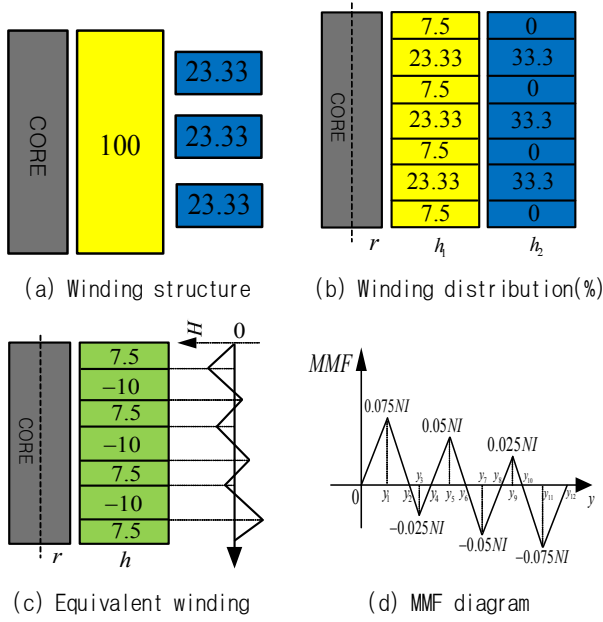 CORE
100
23.33
23.33
23.33
(a) Winding structure
7.5
23.33
7.5
23.33
7.5
23.33
7.5
0
33.3
0
33.3
0
33.3
0
CORE
r
h₁
h₂
(b) Winding distribution(%)
H
0
7.5
−10
7.5
−10
7.5
−10
7.5
CORE
r
h
(c) Equivalent winding
MMF
0.075NI
0.05NI
0.025NI
0
y₁
y₂
y₃
y₄
y₅
y₆
y₇
y₈
y₉
y₁₀
y₁₁
y₁₂
y
−0.025NI
−0.05NI
−0.075NI
(d) MMF diagram